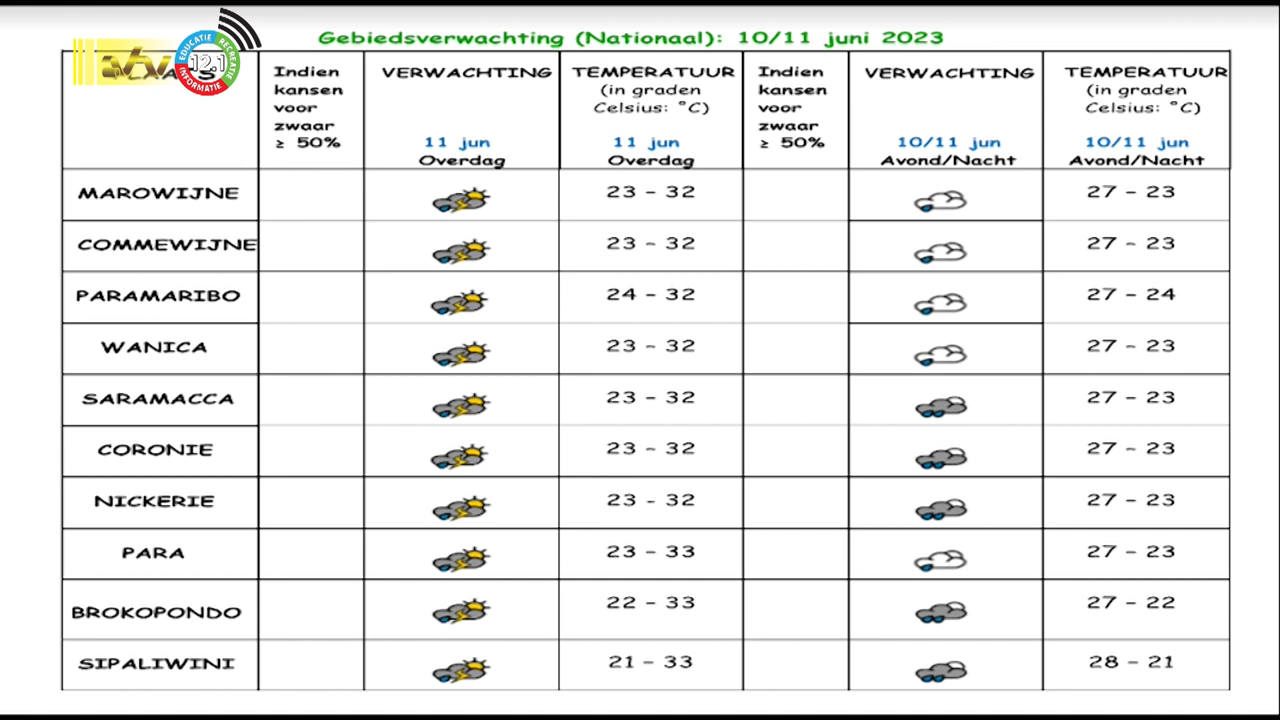 Gebiedsverwachting (Nationaal): 10/11 juni 2023
EDUCATIE
RECREATIE
INFORMATIE
12.1
Indien kansen voor zwaar ≥ 50%
VERWACHTING
11 jun
Overdag
TEMPERATUUR
(in graden
Celsius: °C)
11 jun
Overdag
Indien kansen voor zwaar ≥ 50%
VERWACHTING
10/11 jun
Avond/Nacht
TEMPERATUUR
(in graden
Celsius: °C)
10/11 jun
Avond/Nacht
MAROWIJNE 23 - 32 27 - 23
COMMEWIJNE 23 - 32 27 - 23
PARAMARIBO 24 - 32 27 - 24
WANICA 23 - 32 27 - 23
SARAMACCA 23 - 32 27 - 23
CORONIE 23 - 32 27 - 23
NICKERIE 23 - 32 27 - 23
PARA 23 - 33 27 - 23
BROKOPONDO 22 - 33 27 - 22
SIPALIWINI 21 - 33 28 - 21